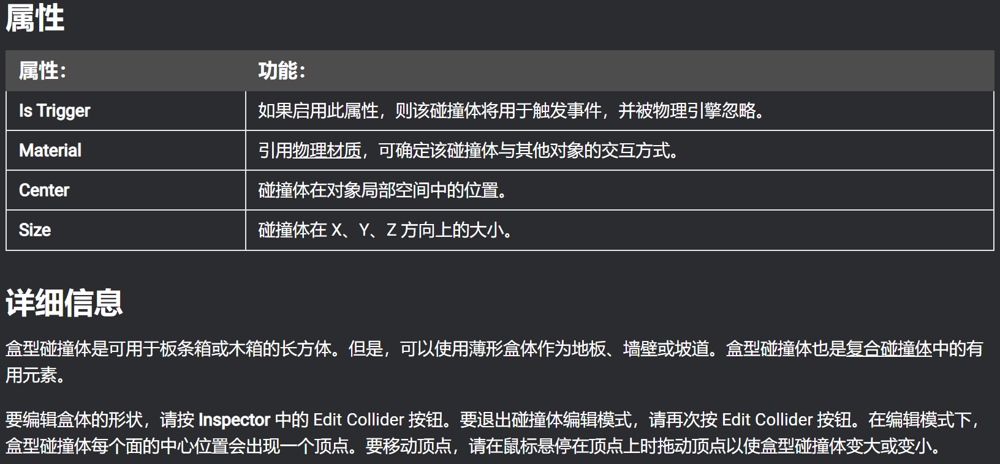 属性
属性： 功能：
Is Trigger 如果启用此属性，则该碰撞体将用于触发事件，并被物理引擎忽略。
Material 引用物理材质，可确定该碰撞体与其他对象的交互方式。
Center 碰撞体在对象局部空间中的位置。
Size 碰撞体在 X、Y、Z 方向上的大小。
详细信息
盒型碰撞体是可用于板条箱或木箱的长方体。但是，可以使用薄形盒体作为地板、墙壁或坡道。盒型碰撞体也是复合碰撞体中的有
用元素。
要编辑盒体的形状，请按 Inspector 中的 Edit Collider 按钮。要退出碰撞体编辑模式，请再次按 Edit Collider 按钮。在编辑模式下，
盒型碰撞体每个面的中心位置会出现一个顶点。要移动顶点，请在鼠标悬停在顶点上时拖动顶点以使盒型碰撞体变大或变小。